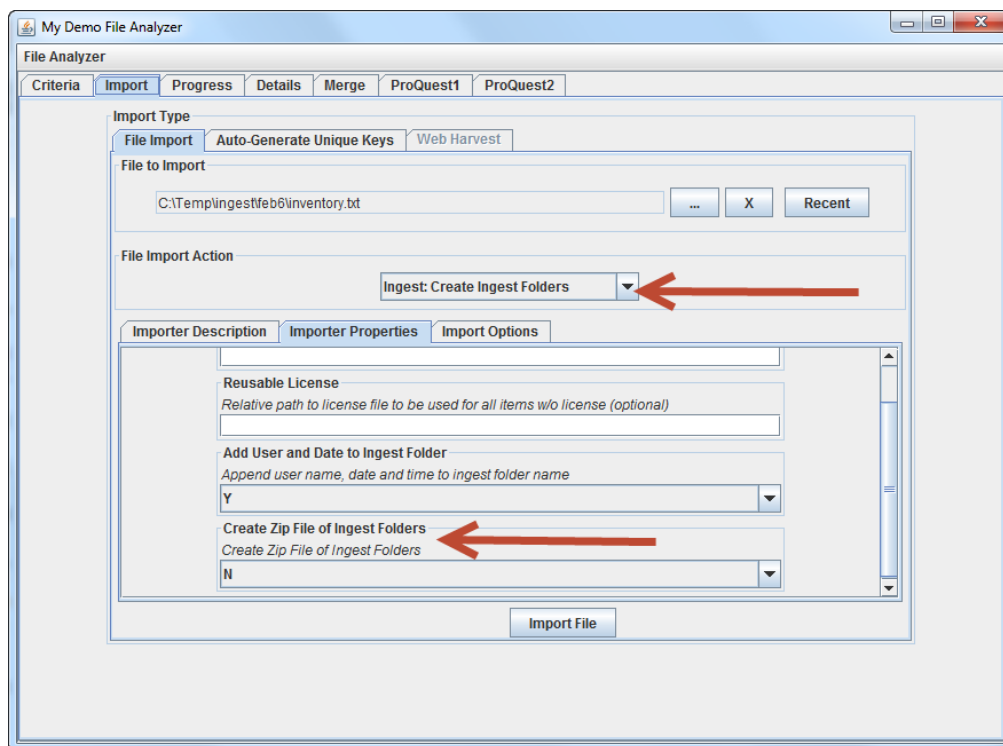 My Demo File Analyzer
File Analyzer
Criteria Import Progress Details Merge ProQuest1 ProQuest2
Import Type
File Import Auto-Generate Unique Keys Web Harvest
File to Import
C:\Temp\ingest\feb6\inventory.txt ... X Recent
File Import Action
Ingest: Create Ingest Folders
Importer Description Importer Properties Import Options
Reusable License
Relative path to license file to be used for all items w/o license (optional)
Add User and Date to Ingest Folder
Append user name, date and time to ingest folder name
Y
Create Zip File of Ingest Folders
Create Zip File of Ingest Folders
N
Import File